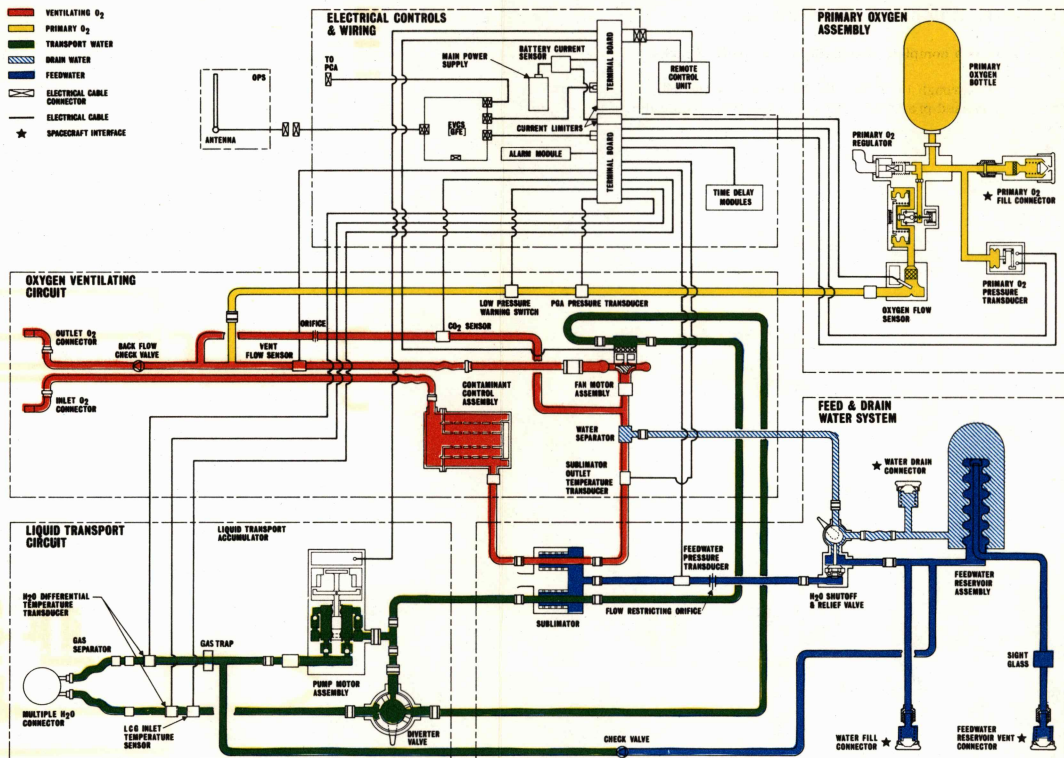 VENTILATING O₂
PRIMARY O₂
TRANSPORT WATER
DRAIN WATER
FEEDWATER
ELECTRICAL CABLE
CONNECTOR
ELECTRICAL CABLE
SPACECRAFT INTERFACE
OPS
ANTENNA
ELECTRICAL CONTROLS
& WIRING
TO
PGA
MAIN POWER
SUPPLY
BATTERY CURRENT
SENSOR
TERMINAL BOARD
REMOTE
CONTROL
UNIT
EVCS
[GFE]
CURRENT LIMITERS
ALARM MODULE
TERMINAL BOARD
TIME DELAY
MODULES
PRIMARY OXYGEN
ASSEMBLY
PRIMARY
OXYGEN
BOTTLE
PRIMARY O₂
REGULATOR
PRIMARY O₂
FILL CONNECTOR
PRIMARY O₂
PRESSURE
TRANSDUCER
OXYGEN FLOW
SENSOR
OXYGEN VENTILATING
CIRCUIT
LOW PRESSURE
WARNING SWITCH
PGA PRESSURE TRANSDUCER
OUTLET O₂
CONNECTOR
BACK FLOW
CHECK VALVE
ORIFICE
VENT
FLOW SENSOR
CO₂ SENSOR
INLET O₂
CONNECTOR
CONTAMINANT
CONTROL
ASSEMBLY
FAN MOTOR
ASSEMBLY
WATER
SEPARATOR
SUBLIMATOR
OUTLET
TEMPERATURE
TRANSDUCER
FEED & DRAIN
WATER SYSTEM
WATER DRAIN
CONNECTOR
FEEDWATER
PRESSURE
TRANSDUCER
FLOW RESTRICTING ORIFICE
SUBLIMATOR
H₂O SHUTOFF
& RELIEF VALVE
FEEDWATER
RESERVOIR
ASSEMBLY
SIGHT
GLASS
WATER FILL
CONNECTOR
FEEDWATER
RESERVOIR VENT
CONNECTOR
LIQUID TRANSPORT
CIRCUIT
LIQUID TRANSPORT
ACCUMULATOR
H₂O DIFFERENTIAL
TEMPERATURE
TRANSDUCER
GAS
SEPARATOR
GAS TRAP
PUMP MOTOR
ASSEMBLY
MULTIPLE H₂O
CONNECTOR
LCG INLET
TEMPERATURE
SENSOR
DIVERTER
VALVE
CHECK VALVE